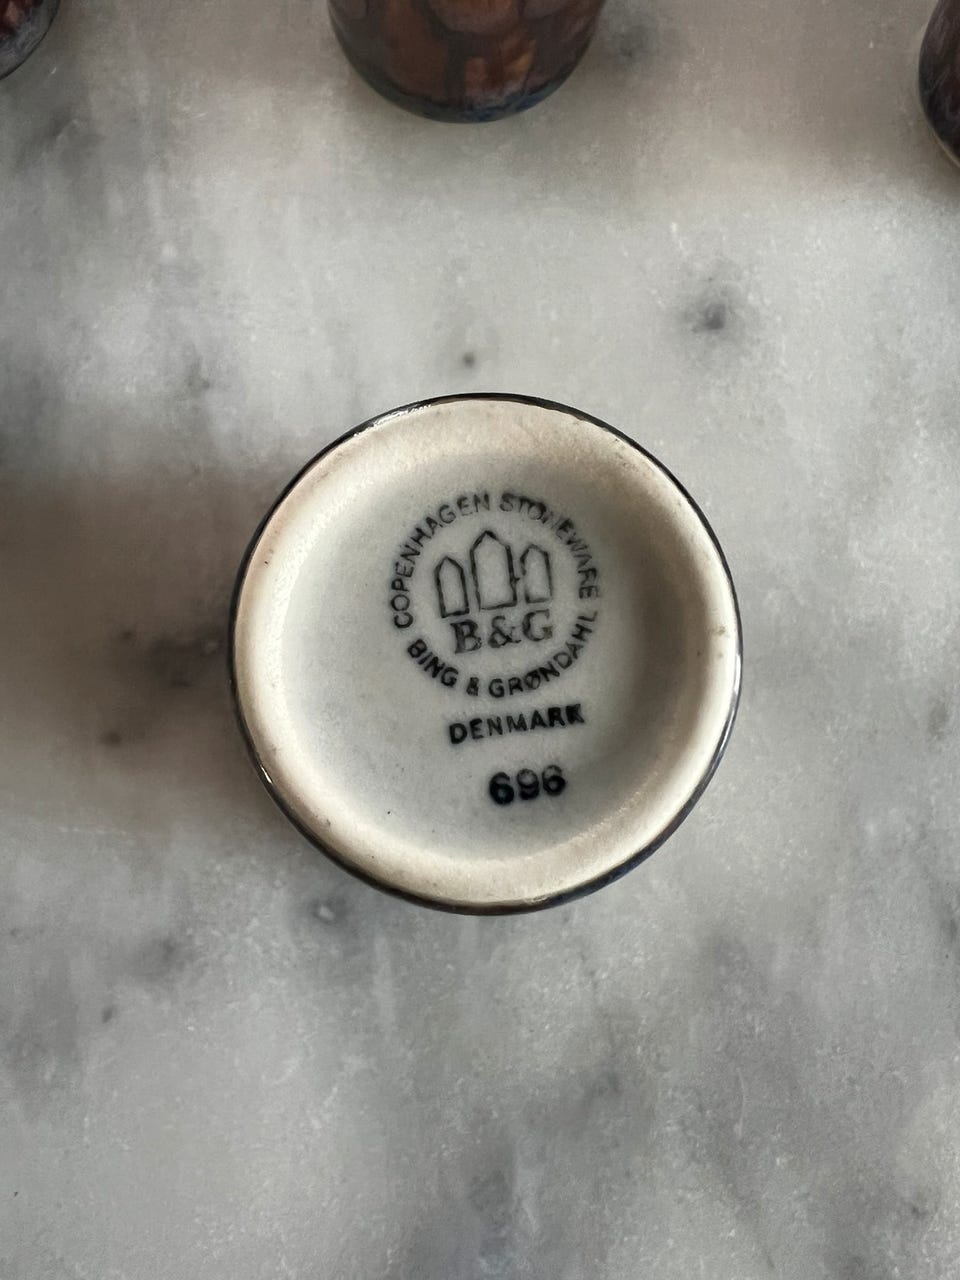 COPENHAGEN STONEWARE
B&G
BING & GRØNDAHL
DENMARK
696